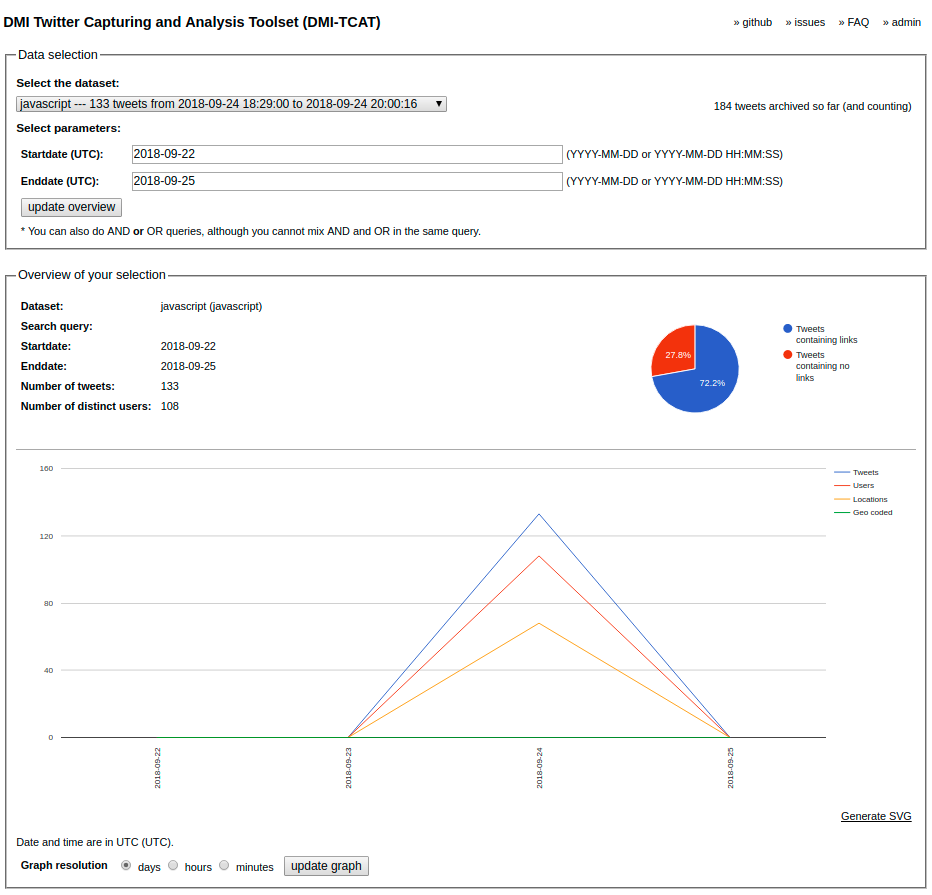 DMI Twitter Capturing and Analysis Toolset (DMI-TCAT)
» github » issues » FAQ » admin
Data selection
Select the dataset:
javascript --- 133 tweets from 2018-09-24 18:29:00 to 2018-09-24 20:00:16
184 tweets archived so far (and counting)
Select parameters:
Startdate (UTC): 2018-09-22 (YYYY-MM-DD or YYYY-MM-DD HH:MM:SS)
Enddate (UTC): 2018-09-25 (YYYY-MM-DD or YYYY-MM-DD HH:MM:SS)
update overview
* You can also do AND or OR queries, although you cannot mix AND and OR in the same query.
Overview of your selection
Dataset: javascript (javascript)
Search query:
Startdate: 2018-09-22
Enddate: 2018-09-25
Number of tweets: 133
Number of distinct users: 108
27.8%
72.2%
Tweets
containing links
Tweets
containing no
links
160
120
80
40
0
2018-09-22
2018-09-23
2018-09-24
2018-09-25
Tweets
Users
Locations
Geo coded
Generate SVG
Date and time are in UTC (UTC).
Graph resolution days hours minutes update graph